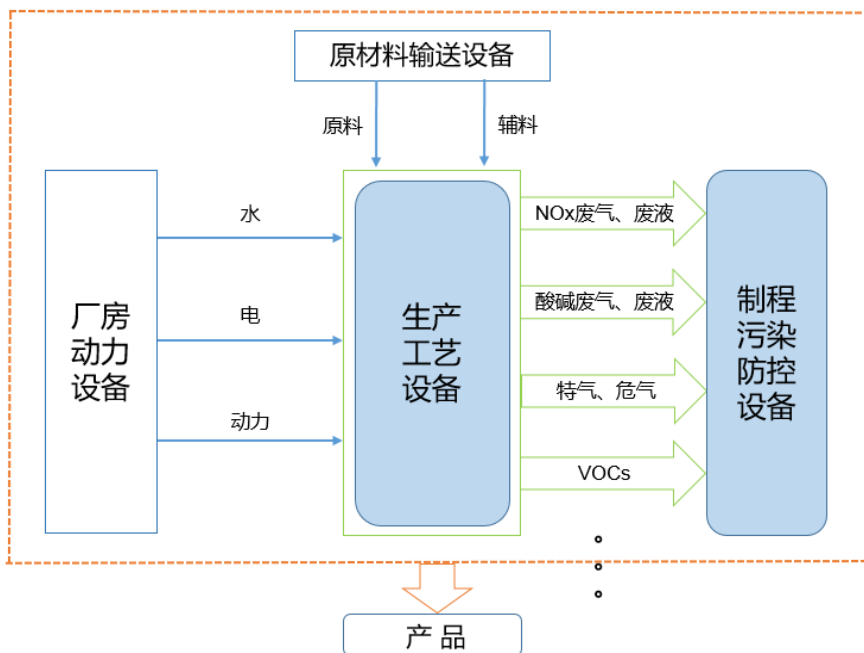 原材料输送设备
原料
辅料
厂房
动力
设备
水
电
动力
生产
工艺
设备
NOx废气、废液
酸碱废气、废液
特气、危气
VOCs
制程
污染
防控
设备
产 品